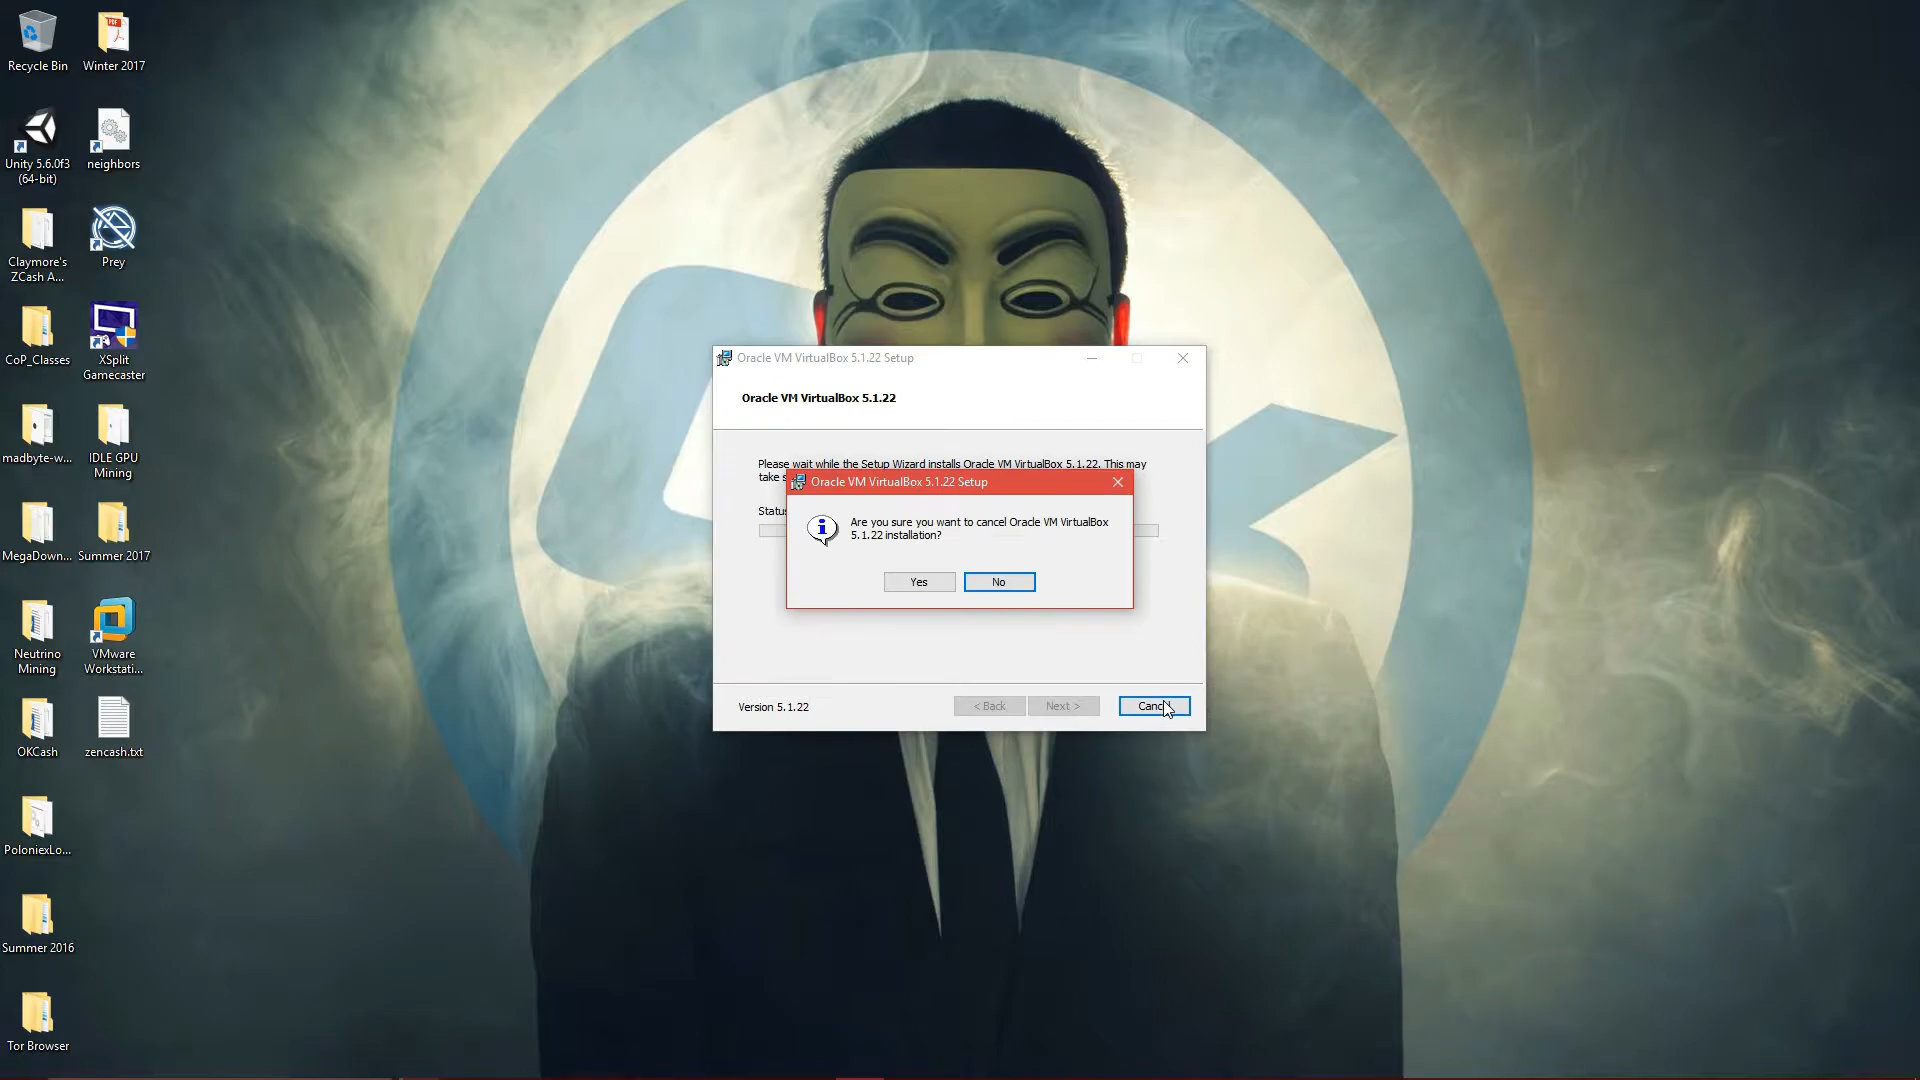 Recycle Bin
Winter 2017
Unity 5.6.0f3
(64-bit)
neighbors
Claymore's
ZCash A...
Prey
CoP_Classes
XSplit
Gamecaster
madbyte-w...
IDLE GPU
Mining
MegaDown...
Summer 2017
Neutrino
Mining
VMware
Workstati...
OKCash
zencash.txt
PoloniexLo...
Summer 2016
Tor Browser
Oracle VM VirtualBox 5.1.22 Setup
Oracle VM VirtualBox 5.1.22
Please wait while the Setup Wizard installs Oracle VM VirtualBox 5.1.22. This may
take s
Status
Oracle VM VirtualBox 5.1.22 Setup
Are you sure you want to cancel Oracle VM VirtualBox
5.1.22 installation?
Yes
No
Version 5.1.22
< Back
Next >
Cancel